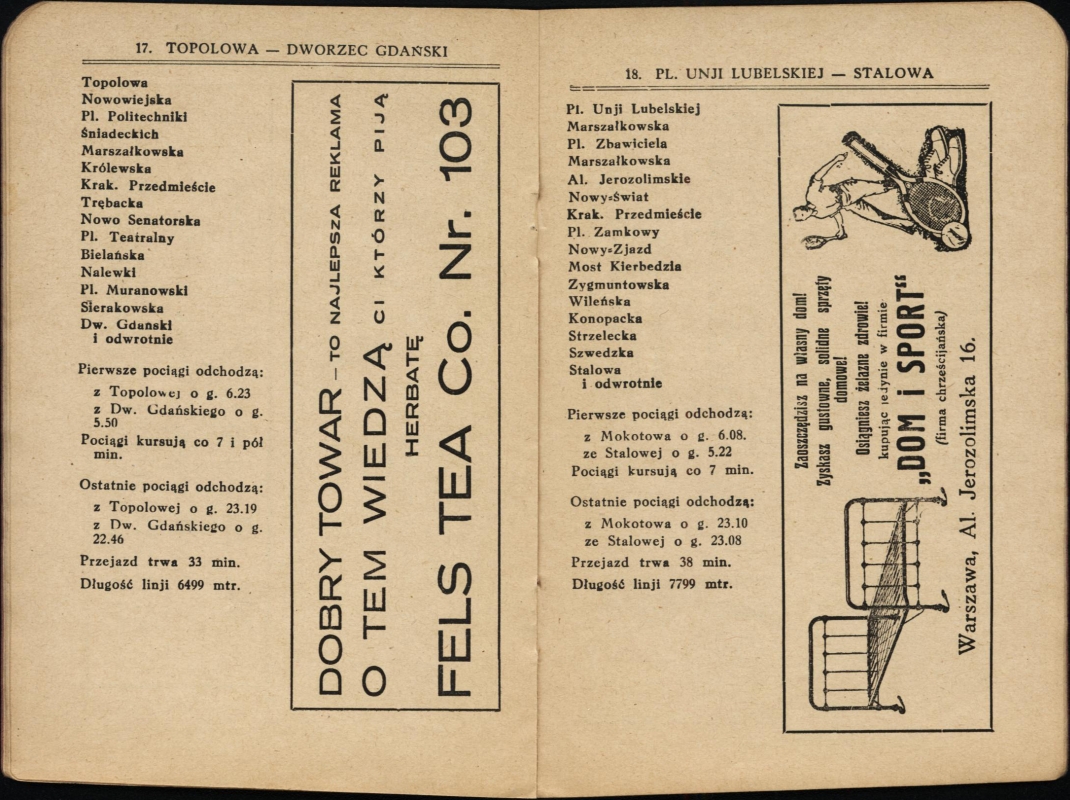 17. TOPOLOWA — DWORZEC GDAŃSKI
Topolowa
Nowowiejska
Pl. Politechniki
Śniadeckich
Marszałkowska
Królewska
Krak. Przedmieście
Trębacka
Nowo Senatorska
Pl. Teatralny
Bielańska
Nalewki
Pl. Muranowski
Sierakowska
Dw. Gdański
i odwrotnie
Pierwsze pociągi odchodzą:
z Topolowej o g. 6.23
z Dw. Gdańskiego o g.
5.50
Pociągi kursują co 7 i pół
min.
Ostatnie pociągi odchodzą:
z Topolowej o g. 23.19
z Dw. Gdańskiego o g.
22.46
Przejazd trwa 33 min.
Długość linji 6499 mtr.
DOBRY TOWAR — TO NAJLEPSZA REKLAMA
O TEM WIEDZĄ CI KTÓRZY PIJĄ
HERBATĘ
FELS TEA Co. Nr. 103
18. PL. UNJI LUBELSKIEJ — STALOWA
Pl. Unji Lubelskiej
Marszałkowska
Pl. Zbawiciela
Marszałkowska
Al. Jerozolimskie
Nowy=Świat
Krak. Przedmieście
Pl. Zamkowy
Nowy=Zjazd
Most Kierbedzia
Zygmuntowska
Wileńska
Konopacka
Strzelecka
Szwedzka
Stalowa
i odwrotnie
Pierwsze pociągi odchodzą:
z Mokotowa o g. 6.08.
ze Stalowej o g. 5.22
Pociągi kursują co 7 min.
Ostatnie pociągi odchodzą:
z Mokotowa o g. 23.10
ze Stalowej o g. 23.08
Przejazd trwa 38 min.
Długość linji 7799 mtr.
Zaoszczędzisz na własny dom!
Zyskasz gustowne, solidne sprzęty
domowe!
Osiągniesz żelazne zdrowie!
kupując jedynie w firmie
„DOM i SPORT“
(firma chrześcijańska)
Warszawa, Al. Jerozolimska 16.